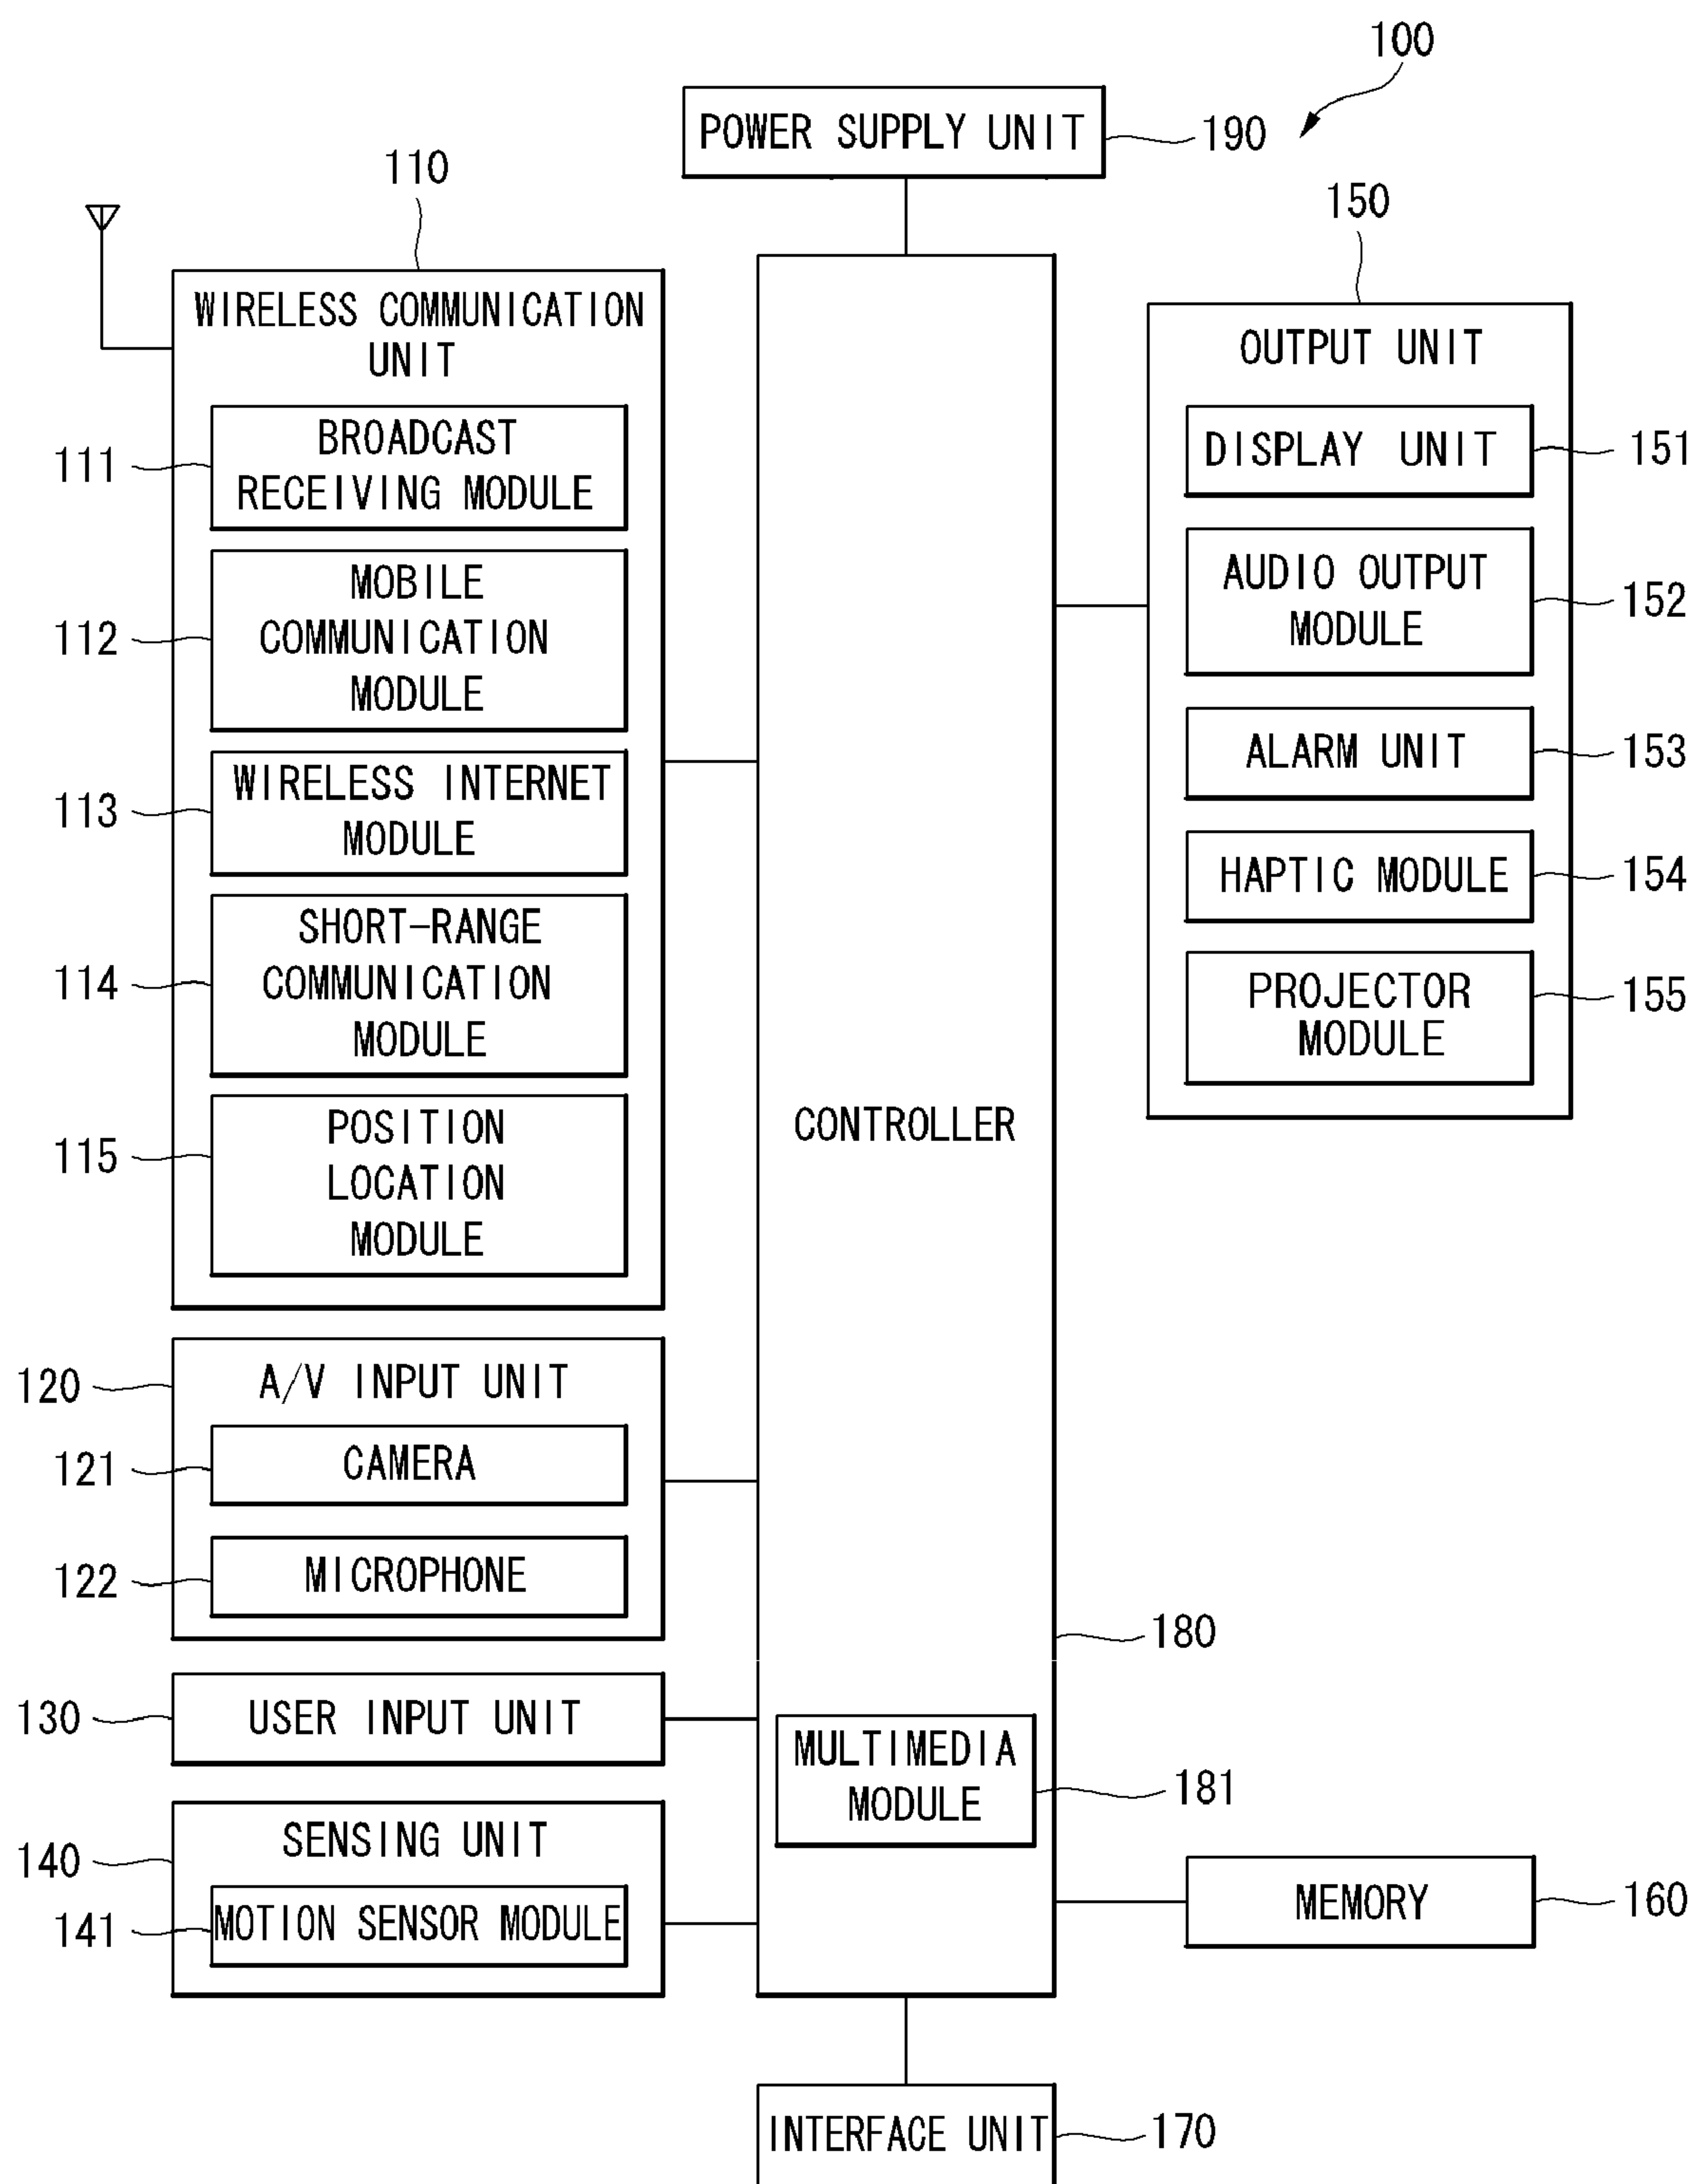 100
POWER SUPPLY UNIT
190
110
WIRELESS COMMUNICATION
UNIT
111
BROADCAST
RECEIVING MODULE
112
MOBILE
COMMUNICATION
MODULE
113
WIRELESS INTERNET
MODULE
114
SHORT-RANGE
COMMUNICATION
MODULE
115
POSITION
LOCATION
MODULE
120
A/V INPUT UNIT
121
CAMERA
122
MICROPHONE
130
USER INPUT UNIT
140
SENSING UNIT
141
MOTION SENSOR MODULE
CONTROLLER
180
MULTIMEDIA
MODULE
181
150
OUTPUT UNIT
DISPLAY UNIT
151
AUDIO OUTPUT
MODULE
152
ALARM UNIT
153
HAPTIC MODULE
154
PROJECTOR
MODULE
155
MEMORY
160
INTERFACE UNIT
170